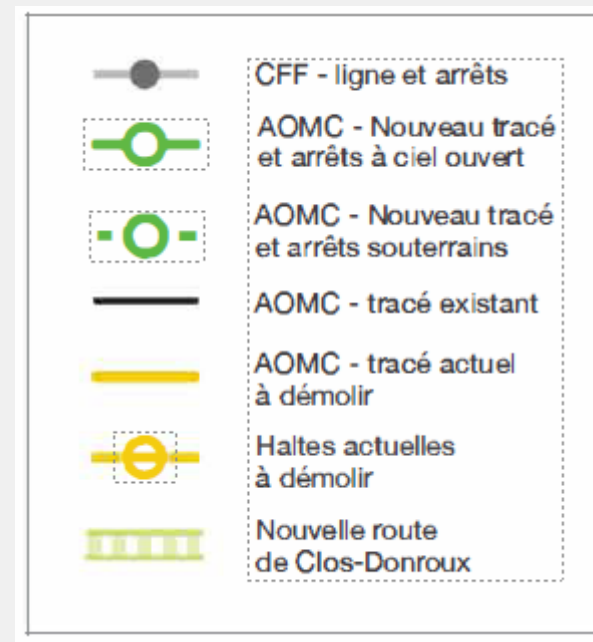 CFF - ligne et arrêts
AOMC - Nouveau tracé
et arrêts à ciel ouvert
AOMC - Nouveau tracé
et arrêts souterrains
AOMC - tracé existant
AOMC - tracé actuel
à démolir
Haltes actuelles
à démolir
Nouvelle route
de Clos-Donroux